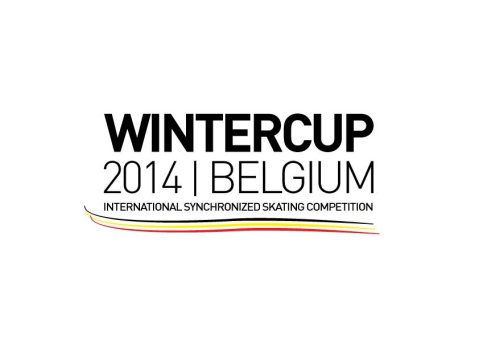 WINTERCUP
2014 | BELGIUM
INTERNATIONAL SYNCHRONIZED SKATING COMPETITION